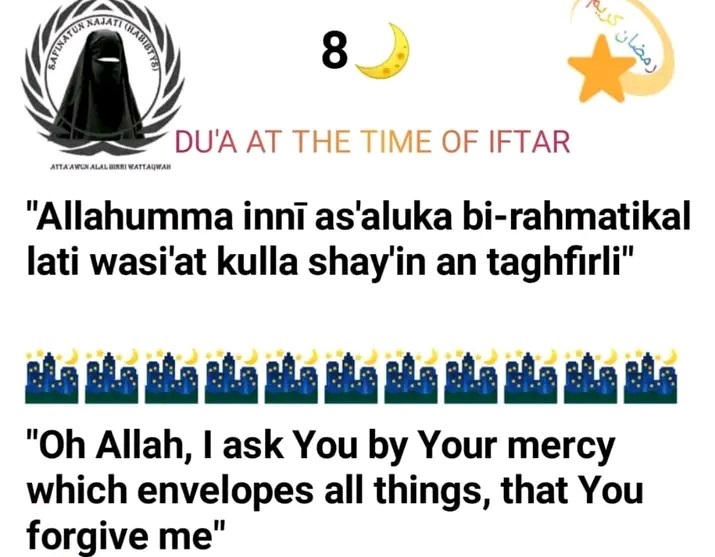 SAFINATUN NAJATI (HABIBTYS)
8
رمضان كريم
DU'A AT THE TIME OF IFTAR
ATTA'AWUN ALAL BIRRI WATTAQWAH
"Allahumma innī as'aluka bi-rahmatikal
lati wasi'at kulla shay'in an taghfirli"
"Oh Allah, I ask You by Your mercy
which envelopes all things, that You
forgive me"